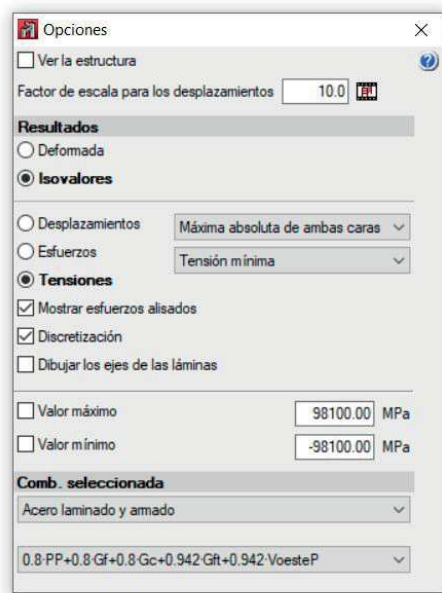 Opciones
Ver la estructura
Factor de escala para los desplazamientos 10.0
Resultados
Deformada
Isovalores
Desplazamientos Máxima absoluta de ambas caras
Esfuerzos Tensión mínima
Tensiones
Mostrar esfuerzos alisados
Discretización
Dibujar los ejes de las láminas
Valor máximo 98100.00 MPa
Valor mínimo -98100.00 MPa
Comb. seleccionada
Acero laminado y armado
0.8·PP+0.8·Gf+0.8·Gc+0.942·Gft+0.942·VoesteP